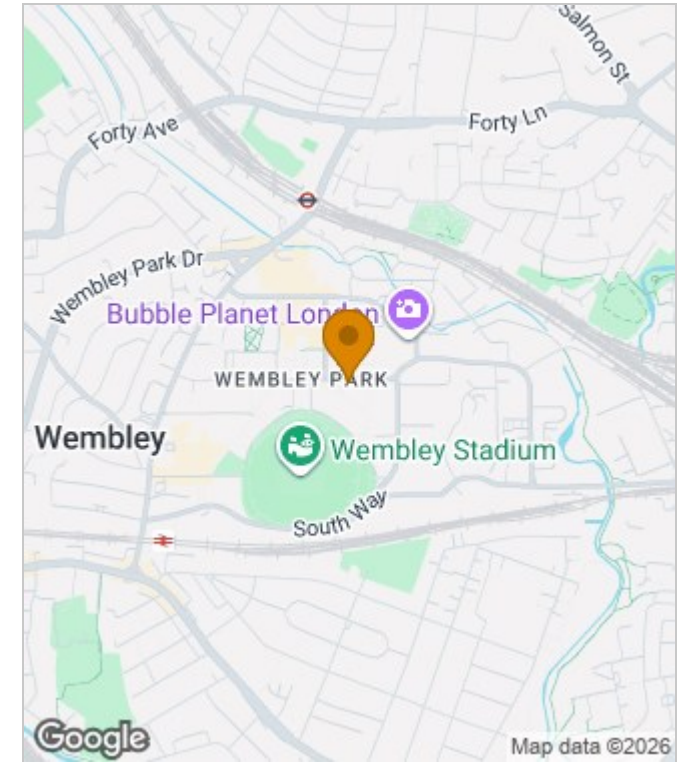 Salmon St
Forty Ave
Forty Ln
Wembley Park Dr
Bubble Planet London
WEMBLEY PARK
Wembley
Wembley Stadium
South Way
Google
Map data ©2026